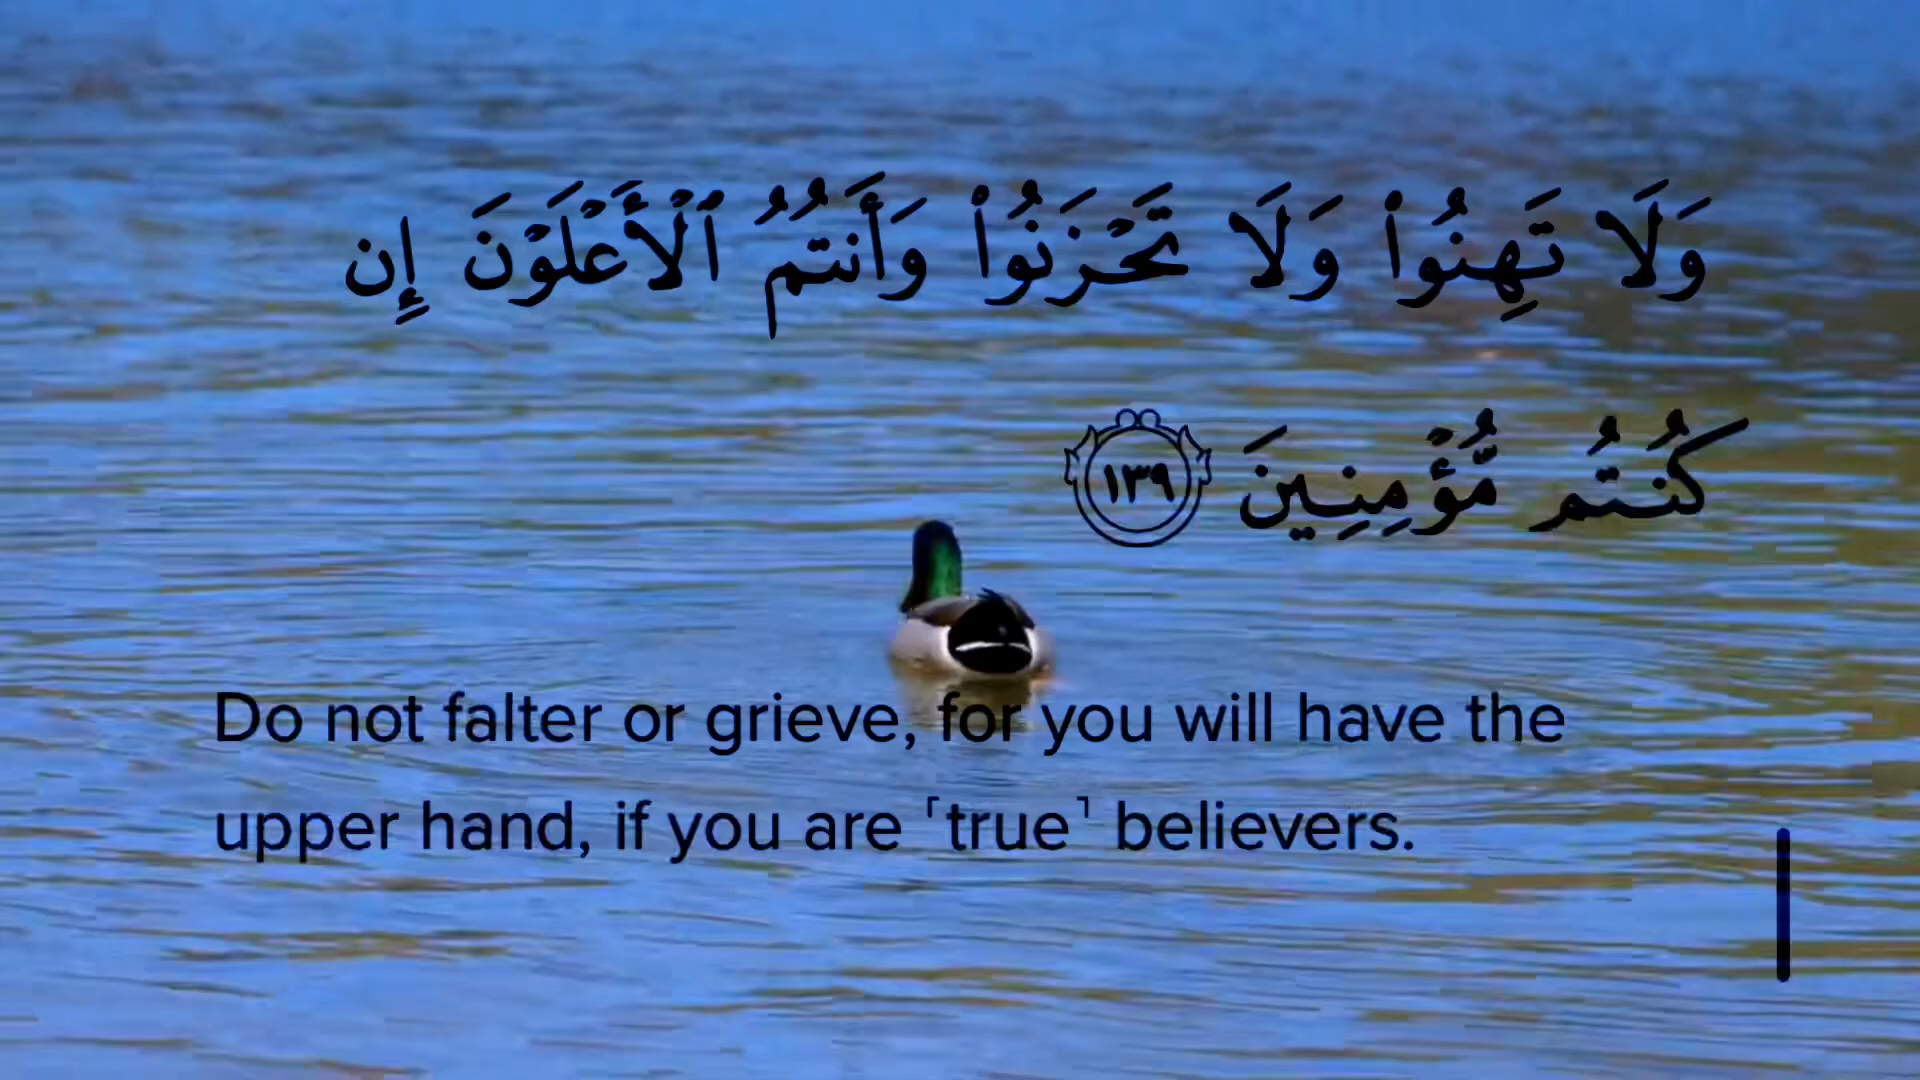 وَلَا تَهِنُوا۟ وَلَا تَحْزَنُوا۟ وَأَنتُمُ ٱلْأَعْلَوْنَ إِن
كُنتُم مُّؤْمِنِينَ ١٣٩
Do not falter or grieve, for you will have the
upper hand, if you are ˹true˺ believers.